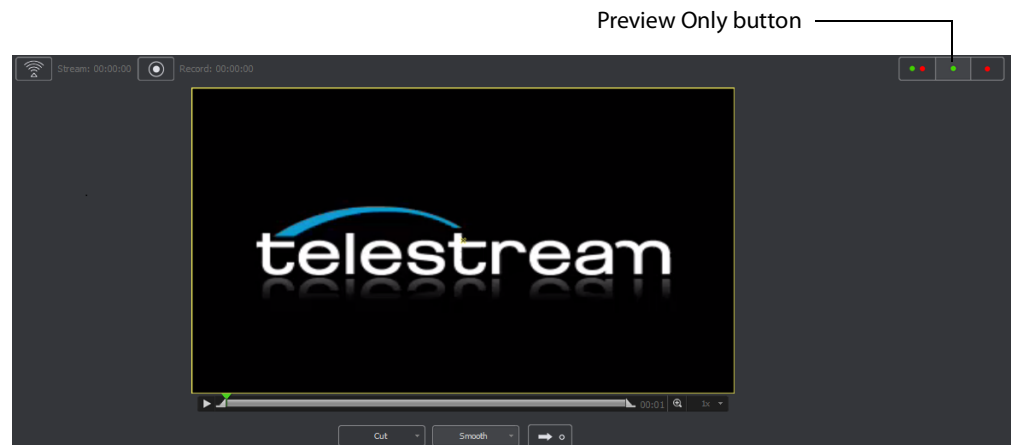 Preview Only button
Stream: 00:00:00 Record: 00:00:00
telestream
00:01 1x
Cut Smooth